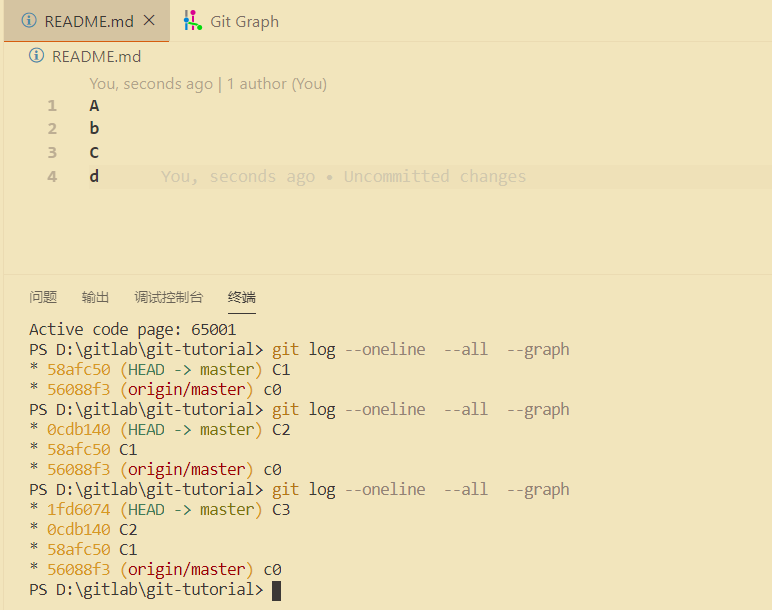 README.md Git Graph
README.md
You, seconds ago | 1 author (You)
1 A
2 b
3 C
4 d You, seconds ago • Uncommitted changes
问题 输出 调试控制台 终端
Active code page: 65001
PS D:\gitlab\git-tutorial> git log --oneline --all --graph
* 58afc50 (HEAD -> master) C1
* 56088f3 (origin/master) c0
PS D:\gitlab\git-tutorial> git log --oneline --all --graph
* 0cdb140 (HEAD -> master) C2
* 58afc50 C1
* 56088f3 (origin/master) c0
PS D:\gitlab\git-tutorial> git log --oneline --all --graph
* 1fd6074 (HEAD -> master) C3
* 0cdb140 C2
* 58afc50 C1
* 56088f3 (origin/master) c0
PS D:\gitlab\git-tutorial>